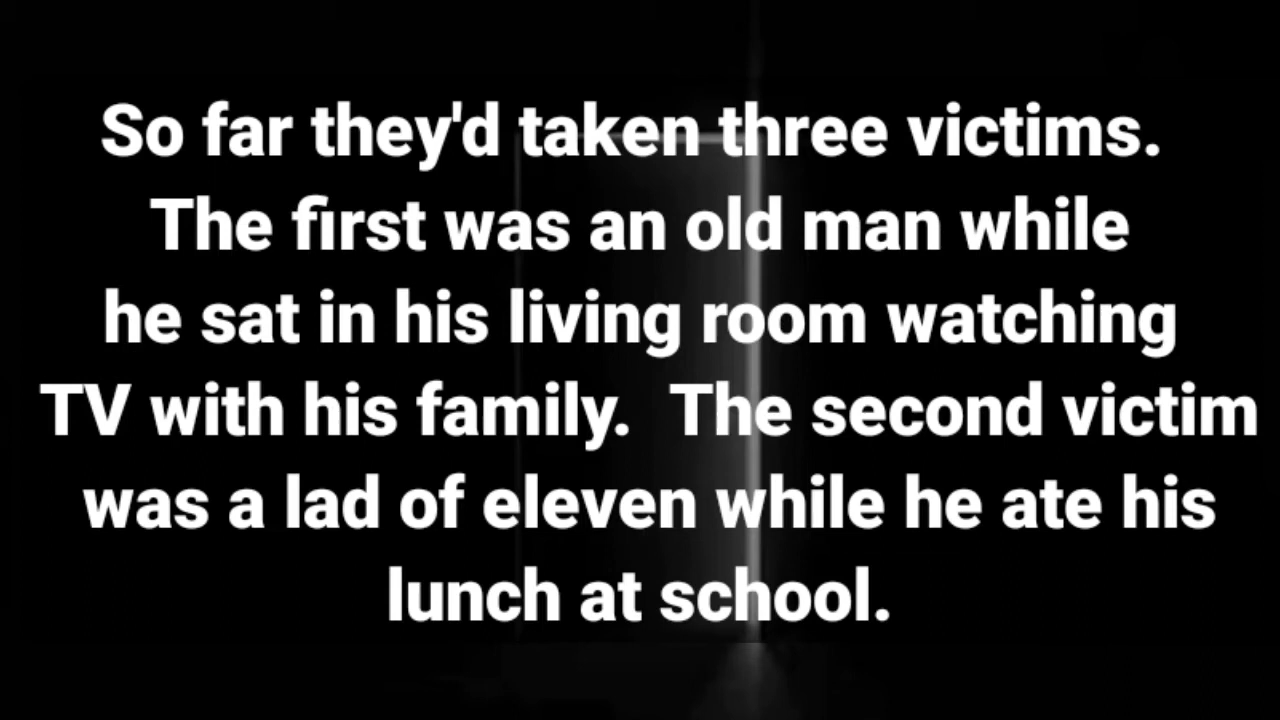 So far they'd taken three victims.
The first was an old man while
he sat in his living room watching
TV with his family.  The second victim
was a lad of eleven while he ate his
lunch at school.